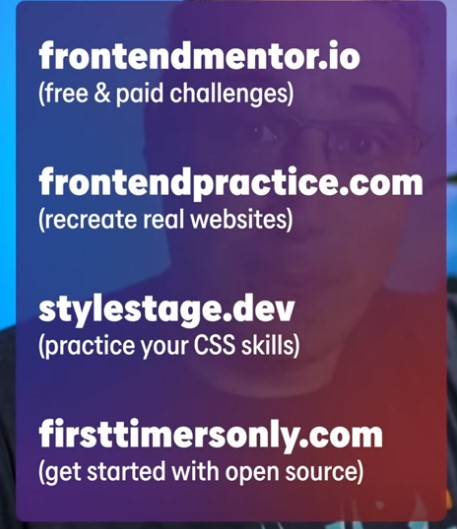 frontendmentor.io
(free & paid challenges)
frontendpractice.com
(recreate real websites)
stylestage.dev
(practice your CSS skills)
firsttimersonly.com
(get started with open source)